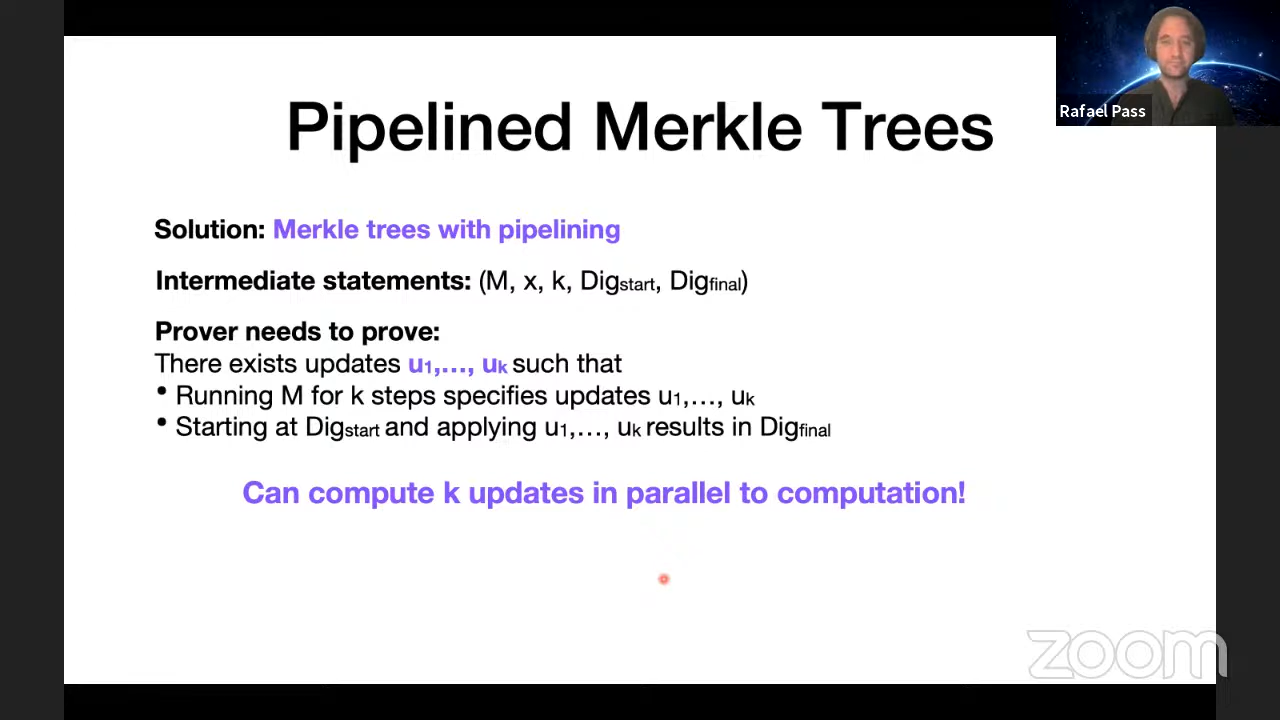 Pipelined Merkle Trees
Rafael Pass
Solution: Merkle trees with pipelining
Intermediate statements: (M, x, k, Digstart, Digfinal)
Prover needs to prove:
There exists updates u1,…, uk such that
• Running M for k steps specifies updates u1,…, uk
• Starting at Digstart and applying u1,…, uk results in Digfinal
Can compute k updates in parallel to computation!
zoom